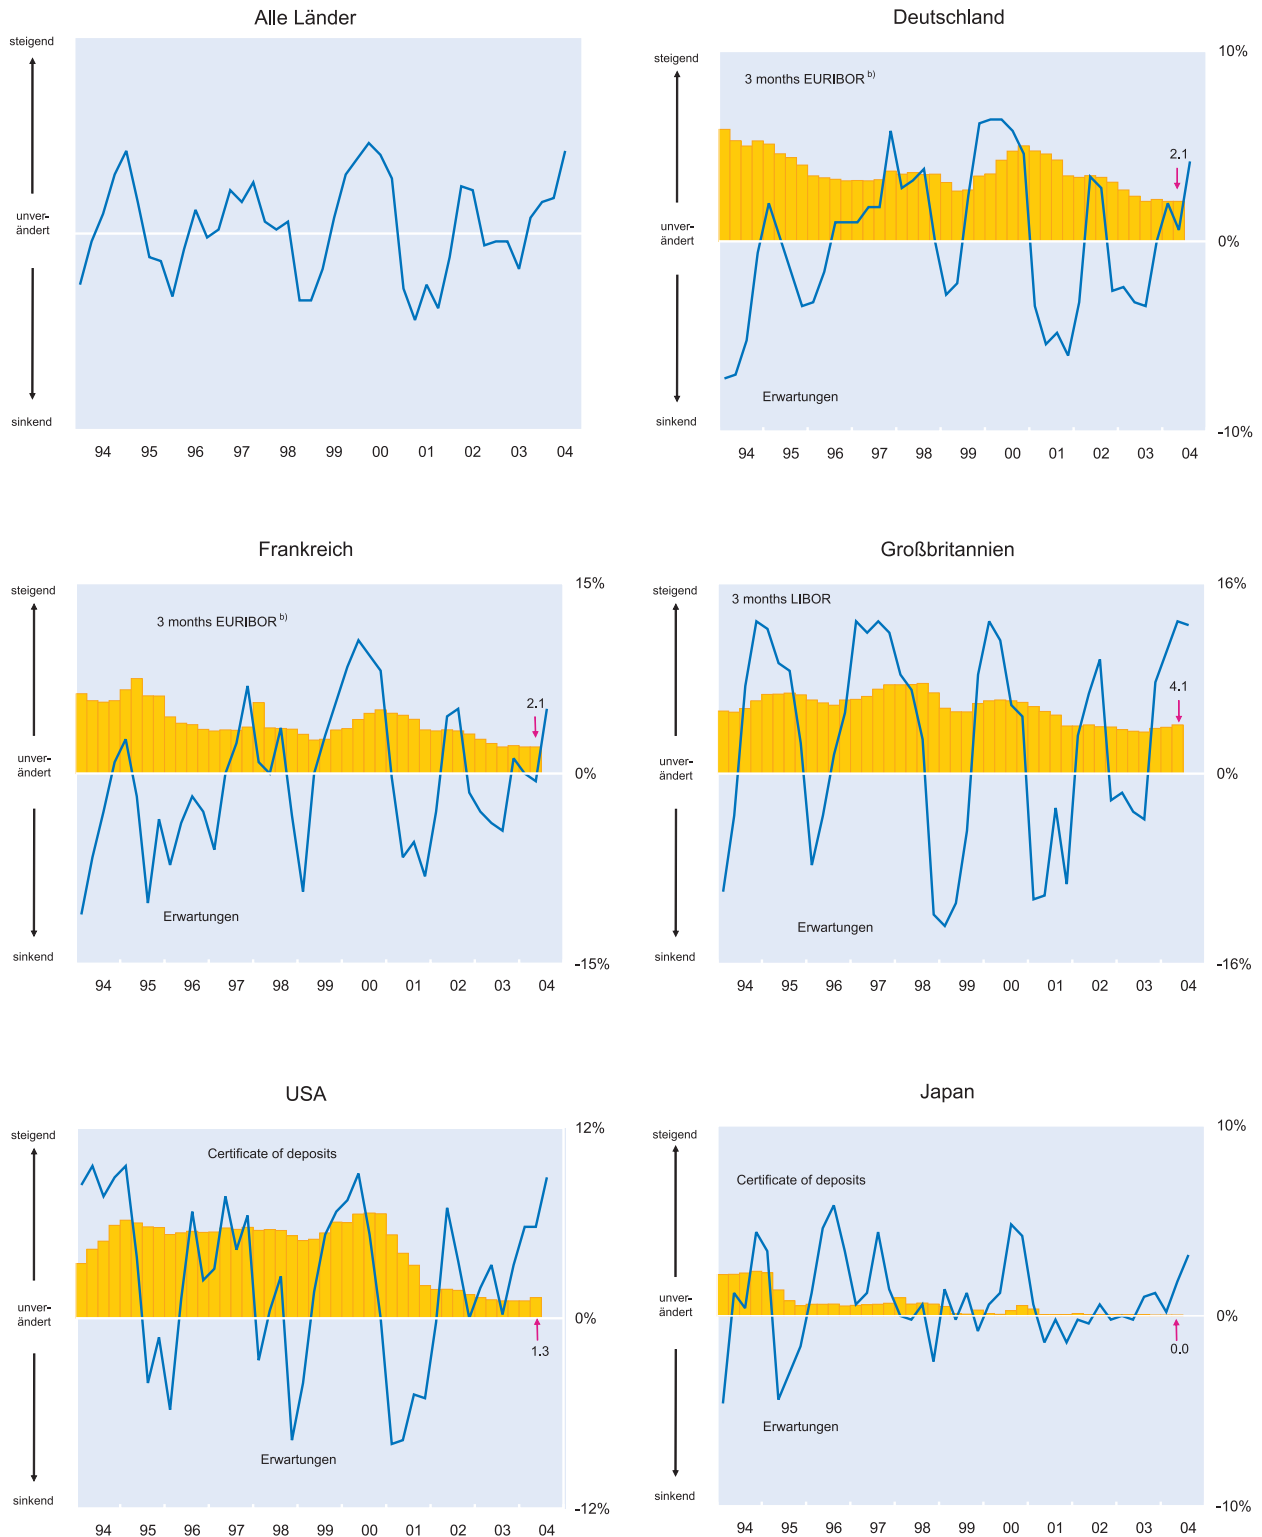 Alle Länder
steigend
unver-
ändert
sinkend
94 95 96 97 98 99 00 01 02 03 04
Deutschland
steigend
unver-
ändert
sinkend
3 months EURIBOR b)
Erwartungen
2.1
10%
0%
-10%
94 95 96 97 98 99 00 01 02 03 04
Frankreich
steigend
unver-
ändert
sinkend
3 months EURIBOR b)
Erwartungen
2.1
15%
0%
-15%
94 95 96 97 98 99 00 01 02 03 04
Großbritannien
steigend
unver-
ändert
sinkend
3 months LIBOR
Erwartungen
4.1
16%
0%
-16%
94 95 96 97 98 99 00 01 02 03 04
USA
steigend
unver-
ändert
sinkend
Certificate of deposits
Erwartungen
1.3
12%
0%
-12%
94 95 96 97 98 99 00 01 02 03 04
Japan
steigend
unver-
ändert
sinkend
Certificate of deposits
Erwartungen
0.0
10%
0%
-10%
94 95 96 97 98 99 00 01 02 03 04